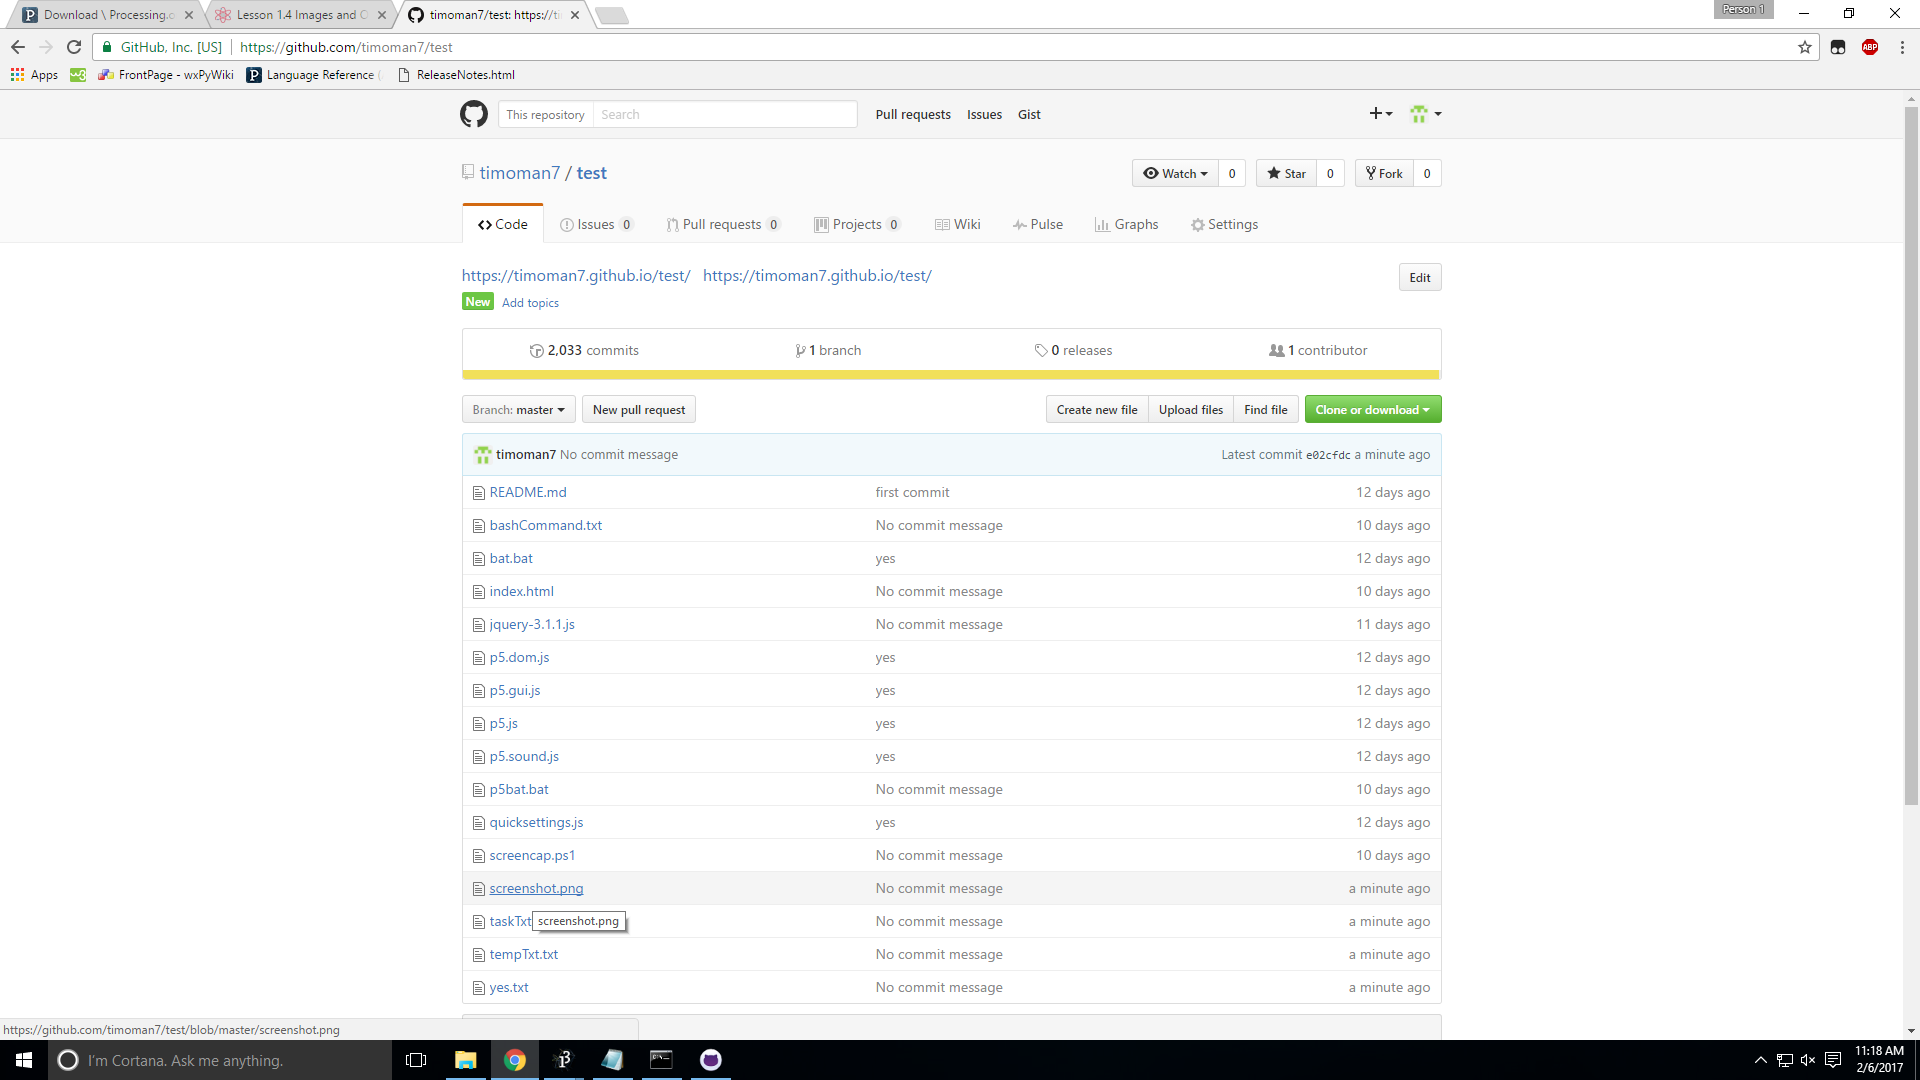 Download \ Processing.o
Lesson 1.4 Images and O
timoman7/test: https://ti
Person 1
GitHub, Inc. [US] https://github.com/timoman7/test
ABP
Apps
FrontPage - wxPyWiki
Language Reference (
ReleaseNotes.html
This repository Search
Pull requests Issues Gist
timoman7 / test
Watch 0
Star 0
Fork 0
Code
Issues 0
Pull requests 0
Projects 0
Wiki
Pulse
Graphs
Settings
https://timoman7.github.io/test/ https://timoman7.github.io/test/
Edit
New Add topics
2,033 commits
1 branch
0 releases
1 contributor
Branch: master
New pull request
Create new file
Upload files
Find file
Clone or download
timoman7 No commit message Latest commit e02cfdc a minute ago
README.md first commit 12 days ago
bashCommand.txt No commit message 10 days ago
bat.bat yes 12 days ago
index.html No commit message 10 days ago
jquery-3.1.1.js No commit message 11 days ago
p5.dom.js yes 12 days ago
p5.gui.js yes 12 days ago
p5.js yes 12 days ago
p5.sound.js yes 12 days ago
p5bat.bat No commit message 10 days ago
quicksettings.js yes 12 days ago
screencap.ps1 No commit message 10 days ago
screenshot.png No commit message a minute ago
taskTxt screenshot.png No commit message a minute ago
tempTxt.txt No commit message a minute ago
yes.txt No commit message a minute ago
https://github.com/timoman7/test/blob/master/screenshot.png
I'm Cortana. Ask me anything.
11:18 AM
2/6/2017